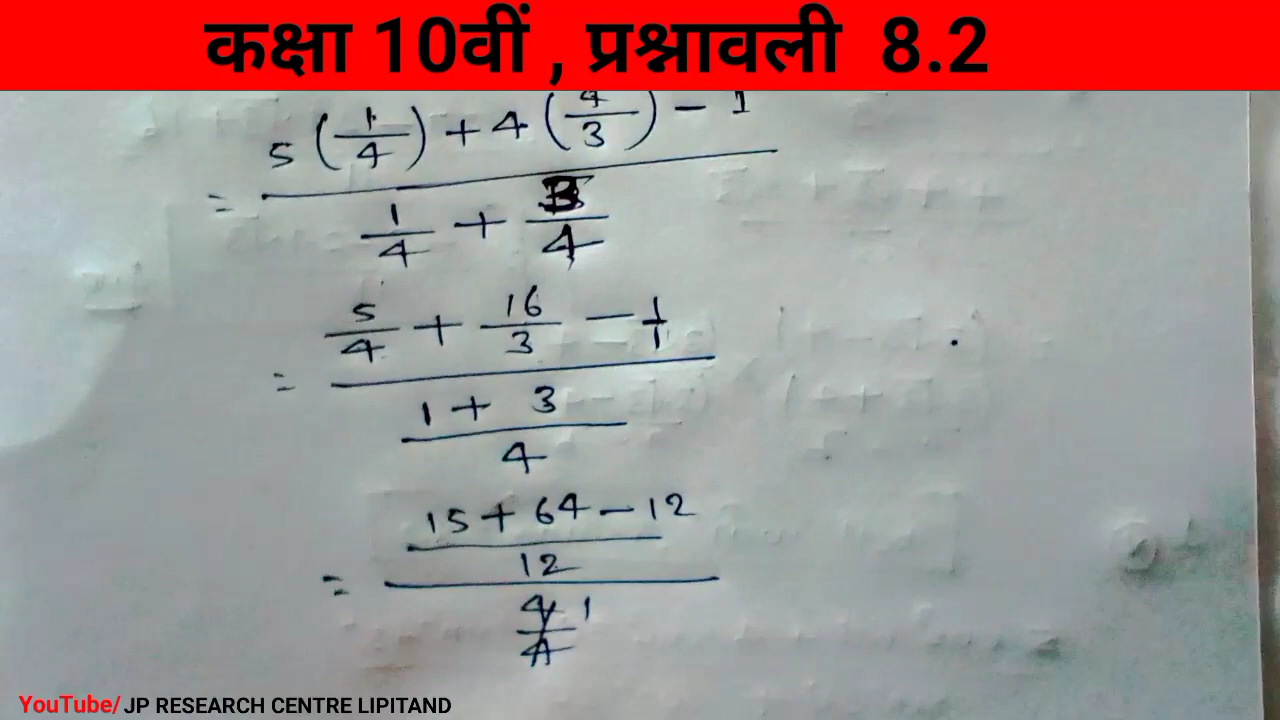 कक्षा 10वीं , प्रश्नावली 8.2
= (5(1/4) + 4(4/3) - 1) / (1/4 + 3/4)
= (5/4 + 16/3 - 1/1) / ((1 + 3)/4)
= ((15 + 64 - 12)/12) / (4/4) 1
YouTube/ JP RESEARCH CENTRE LIPITAND